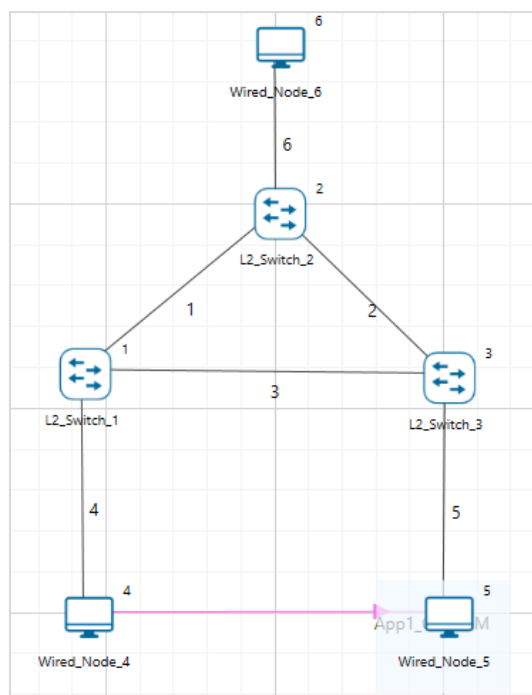 6
Wired_Node_6
6
2
L2_Switch_2
1
2
1
3
3
L2_Switch_1
L2_Switch_3
4
5
4
5
Wired_Node_4
Wired_Node_5